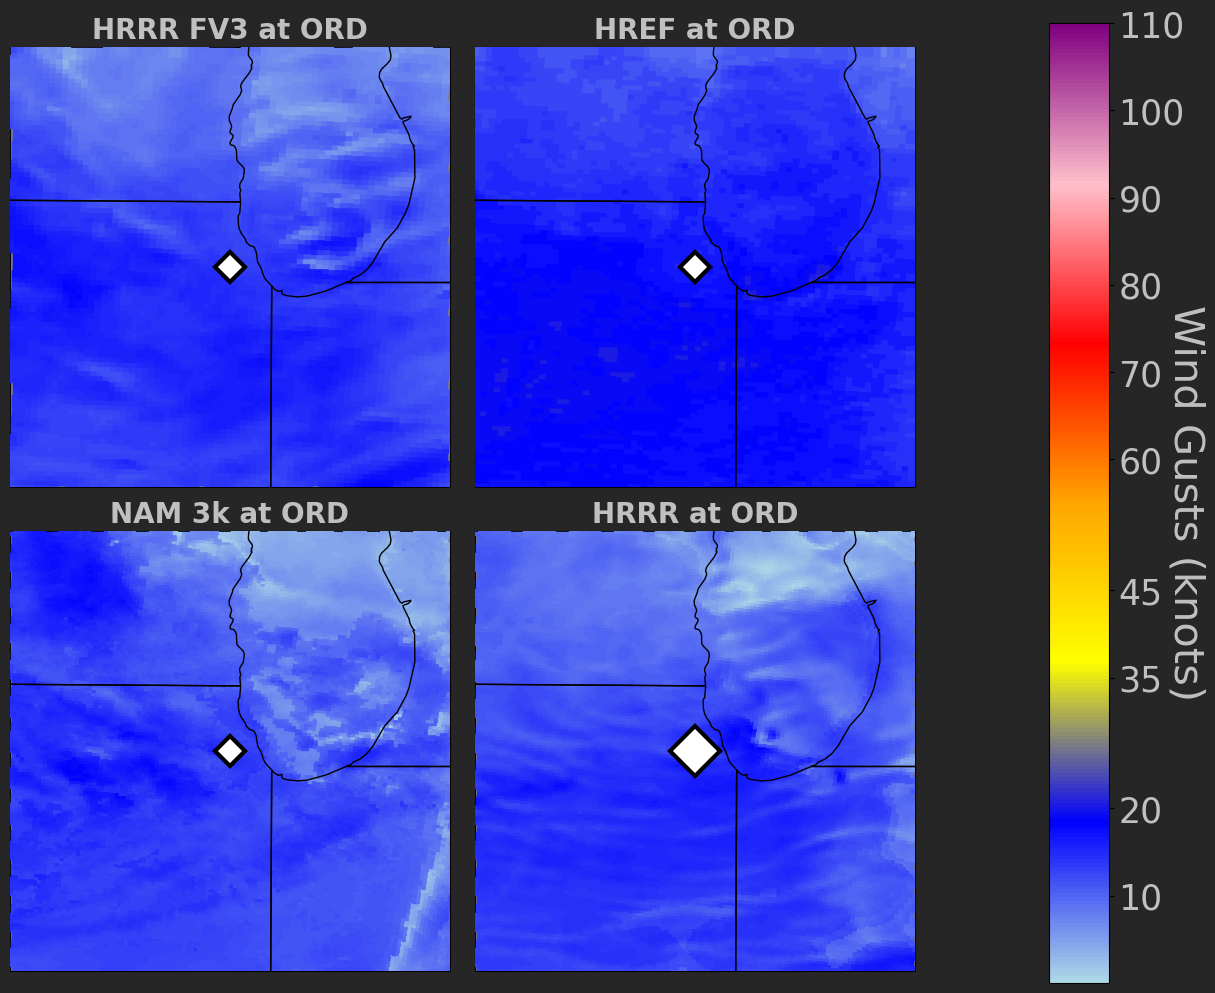 HRRR FV3 at ORD
HREF at ORD
NAM 3k at ORD
HRRR at ORD
110
100
90
80
70
60
45
35
20
10
Wind Gusts (knots)